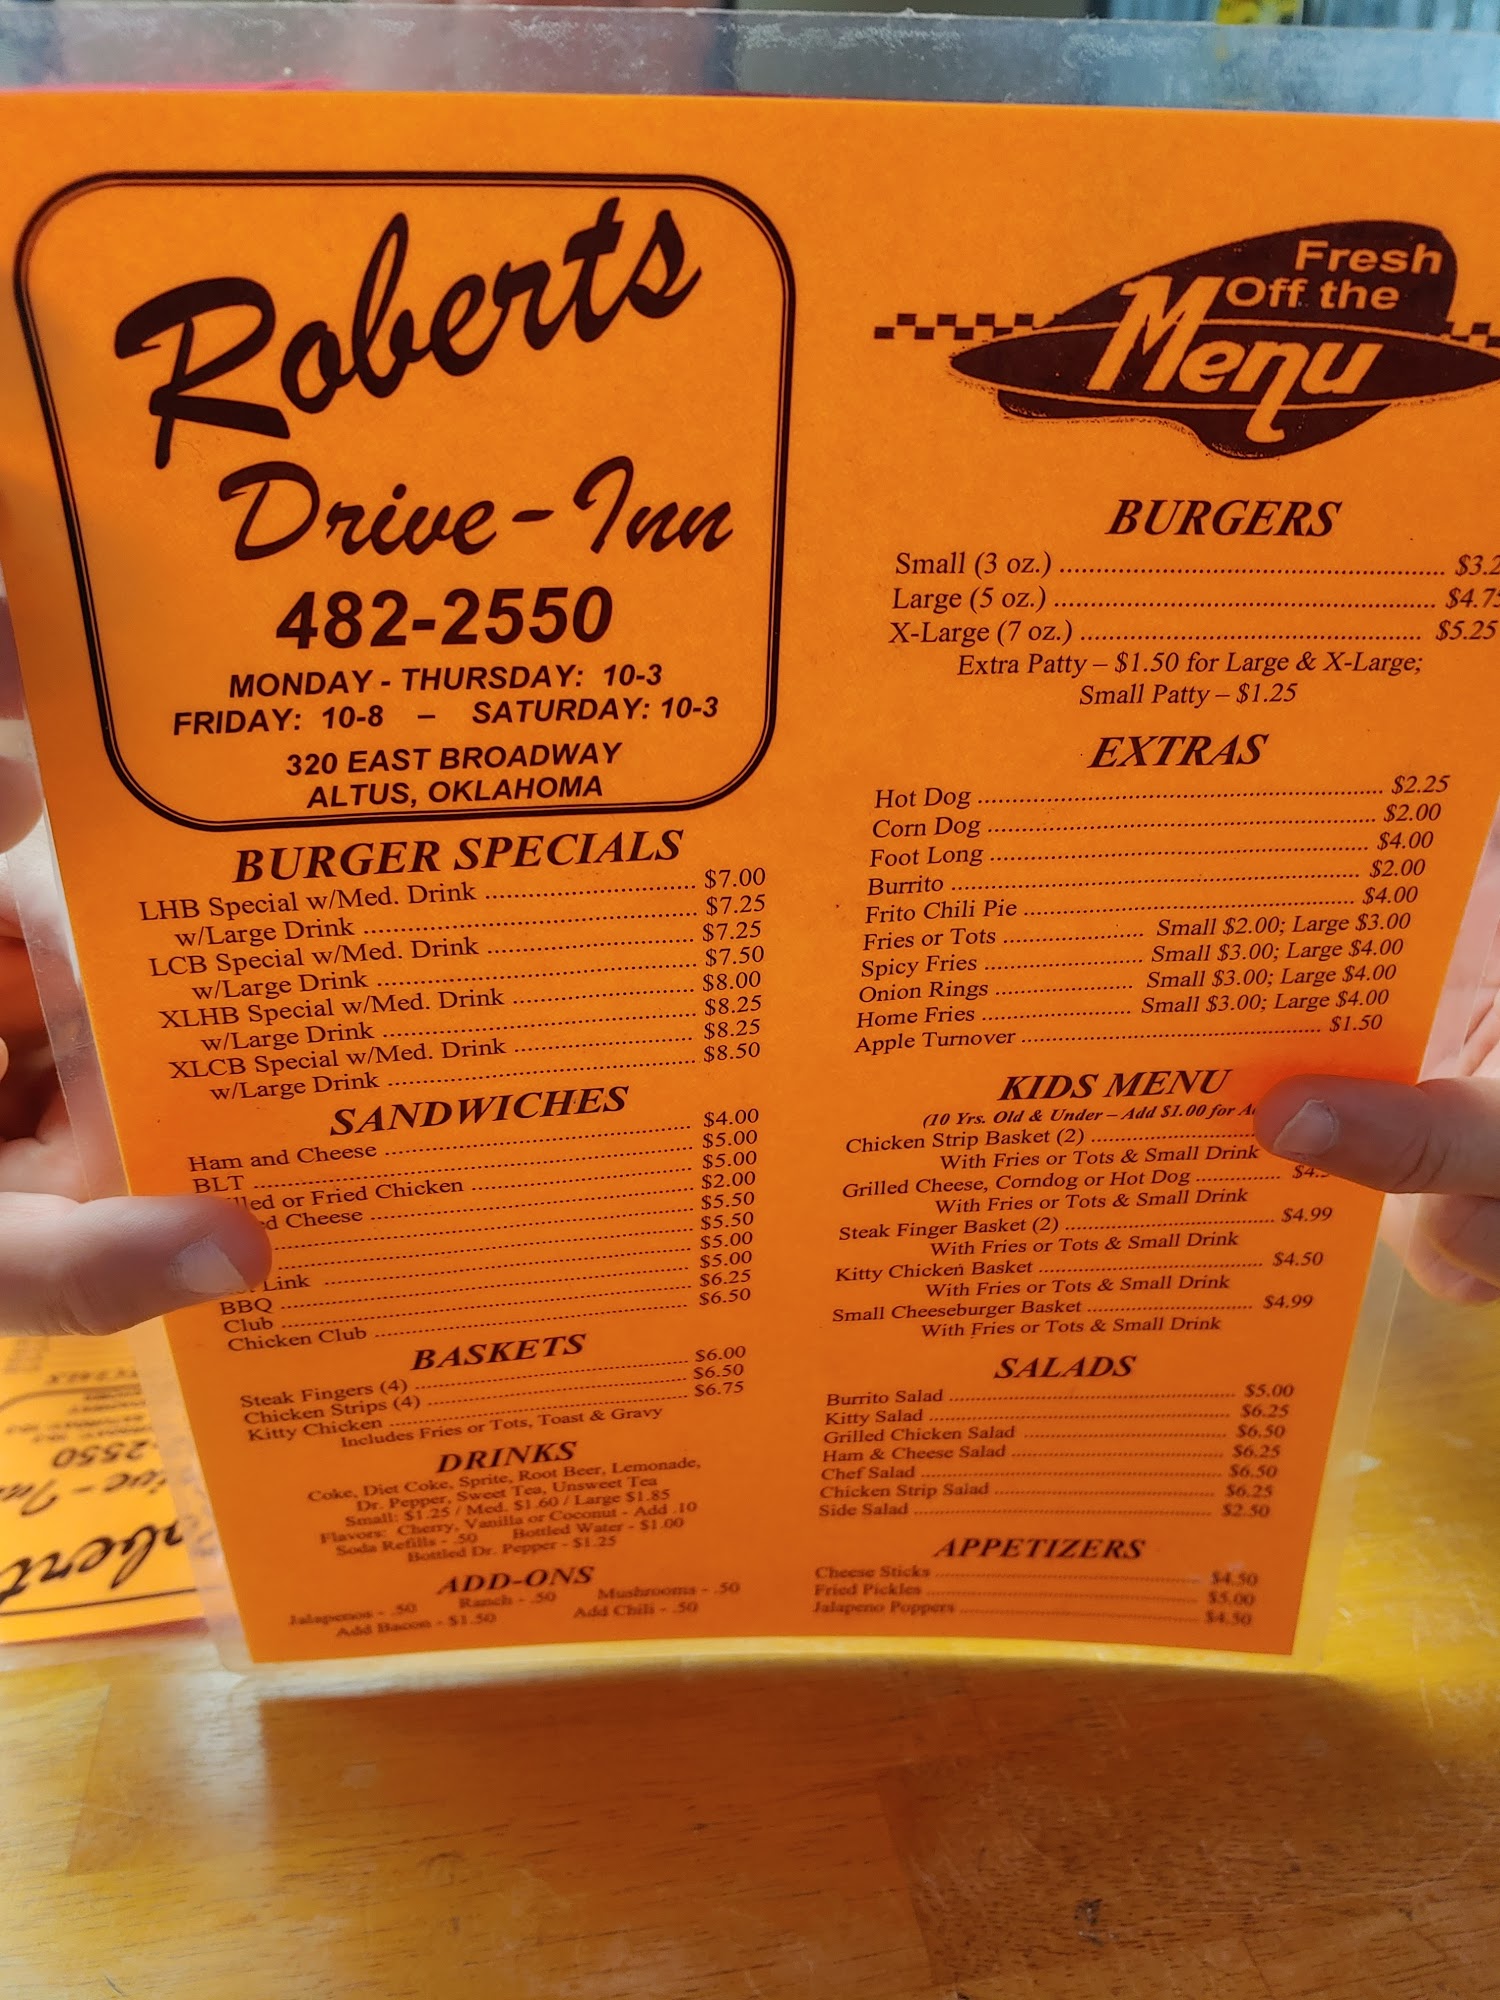 Roberts
Drive-Inn
482-2550
MONDAY - THURSDAY: 10-3
FRIDAY: 10-8 – SATURDAY: 10-3
320 EAST BROADWAY
ALTUS, OKLAHOMA
BURGER SPECIALS
LHB Special w/Med. Drink $7.00
w/Large Drink $7.25
LCB Special w/Med. Drink $7.25
w/Large Drink $7.50
XLHB Special w/Med. Drink $8.00
w/Large Drink $8.25
XLCB Special w/Med. Drink $8.25
w/Large Drink $8.50
SANDWICHES
Ham and Cheese $4.00
BLT $5.00
or Fried Chicken $5.00
Cheese $2.00
$5.50
$5.50
Link $5.00
BBQ $5.00
Club $6.25
Chicken Club $6.50
BASKETS
Steak Fingers (4) $6.00
Chicken Strips (4) $6.50
Kitty Chicken $6.75
Includes Fries or Tots, Toast & Gravy
DRINKS
Coke, Diet Coke, Sprite, Root Beer, Lemonade,
Dr. Pepper, Sweet Tea, Unsweet Tea
Small: $1.25 / Med. $1.60 / Large $1.85
Flavors: Cherry, Vanilla or Coconut - Add .10
Soda Refills - .50 Bottled Water - $1.00
Bottled Dr. Pepper - $1.25
ADD-ONS
Jalapenos - .50 Ranch - .50 Mushrooms - .50
Add Bacon - $1.50 Add Chili - .50
Fresh
Off the
Menu
BURGERS
Small (3 oz.)
Large (5 oz.) $4.75
X-Large (7 oz.) $5.25
Extra Patty – $1.50 for Large & X-Large;
Small Patty – $1.25
EXTRAS
Hot Dog $2.25
Corn Dog $2.00
Foot Long $4.00
Burrito $2.00
Frito Chili Pie $4.00
Fries or Tots Small $2.00; Large $3.00
Spicy Fries Small $3.00; Large $4.00
Onion Rings Small $3.00; Large $4.00
Home Fries Small $3.00; Large $4.00
Apple Turnover $1.50
KIDS MENU
(10 Yrs. Old & Under – Add $1.00 for
Chicken Strip Basket (2)
With Fries or Tots & Small Drink
Grilled Cheese, Corndog or Hot Dog
With Fries or Tots & Small Drink
Steak Finger Basket (2) $4.99
With Fries or Tots & Small Drink
Kitty Chicken Basket $4.50
With Fries or Tots & Small Drink
Small Cheeseburger Basket $4.99
With Fries or Tots & Small Drink
SALADS
Burrito Salad $5.00
Kitty Salad $6.25
Grilled Chicken Salad $6.50
Ham & Cheese Salad $6.25
Chef Salad $6.50
Chicken Strip Salad $6.25
Side Salad $2.50
APPETIZERS
Cheese Sticks $4.50
Fried Pickles $5.00
Jalapeno Poppers $4.50